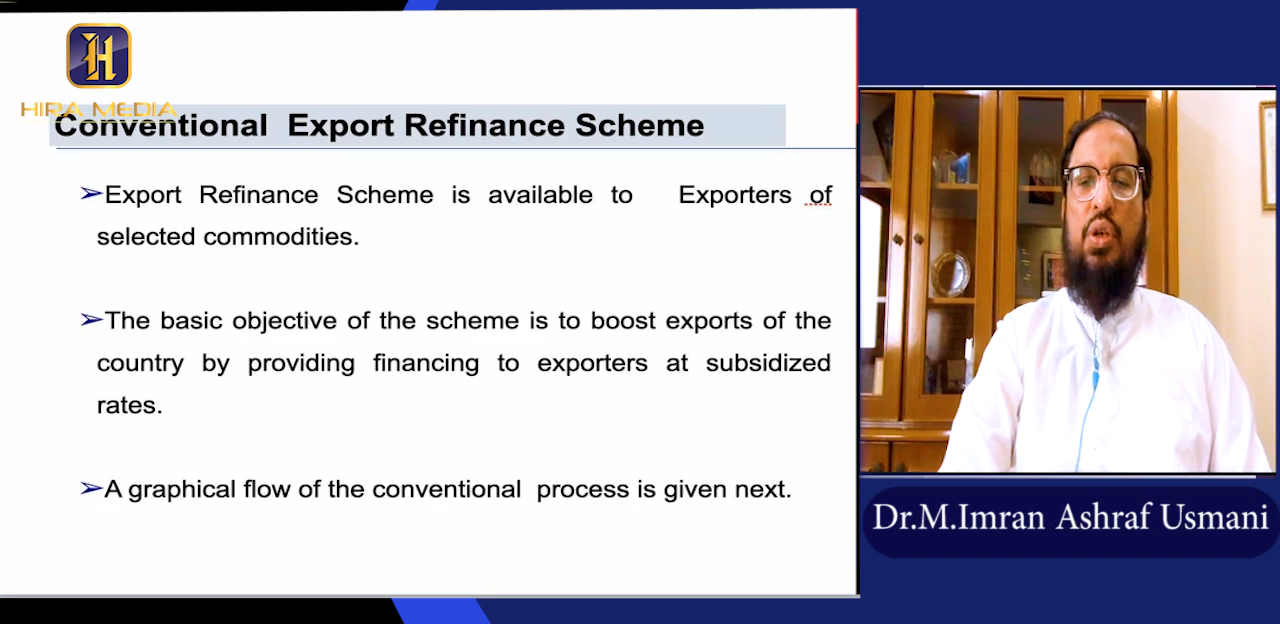 HIRA MEDIA
Conventional Export Refinance Scheme
➢Export Refinance Scheme is available to Exporters of
selected commodities.
➢The basic objective of the scheme is to boost exports of the
country by providing financing to exporters at subsidized
rates.
➢A graphical flow of the conventional process is given next.
Dr.M.Imran Ashraf Usmani